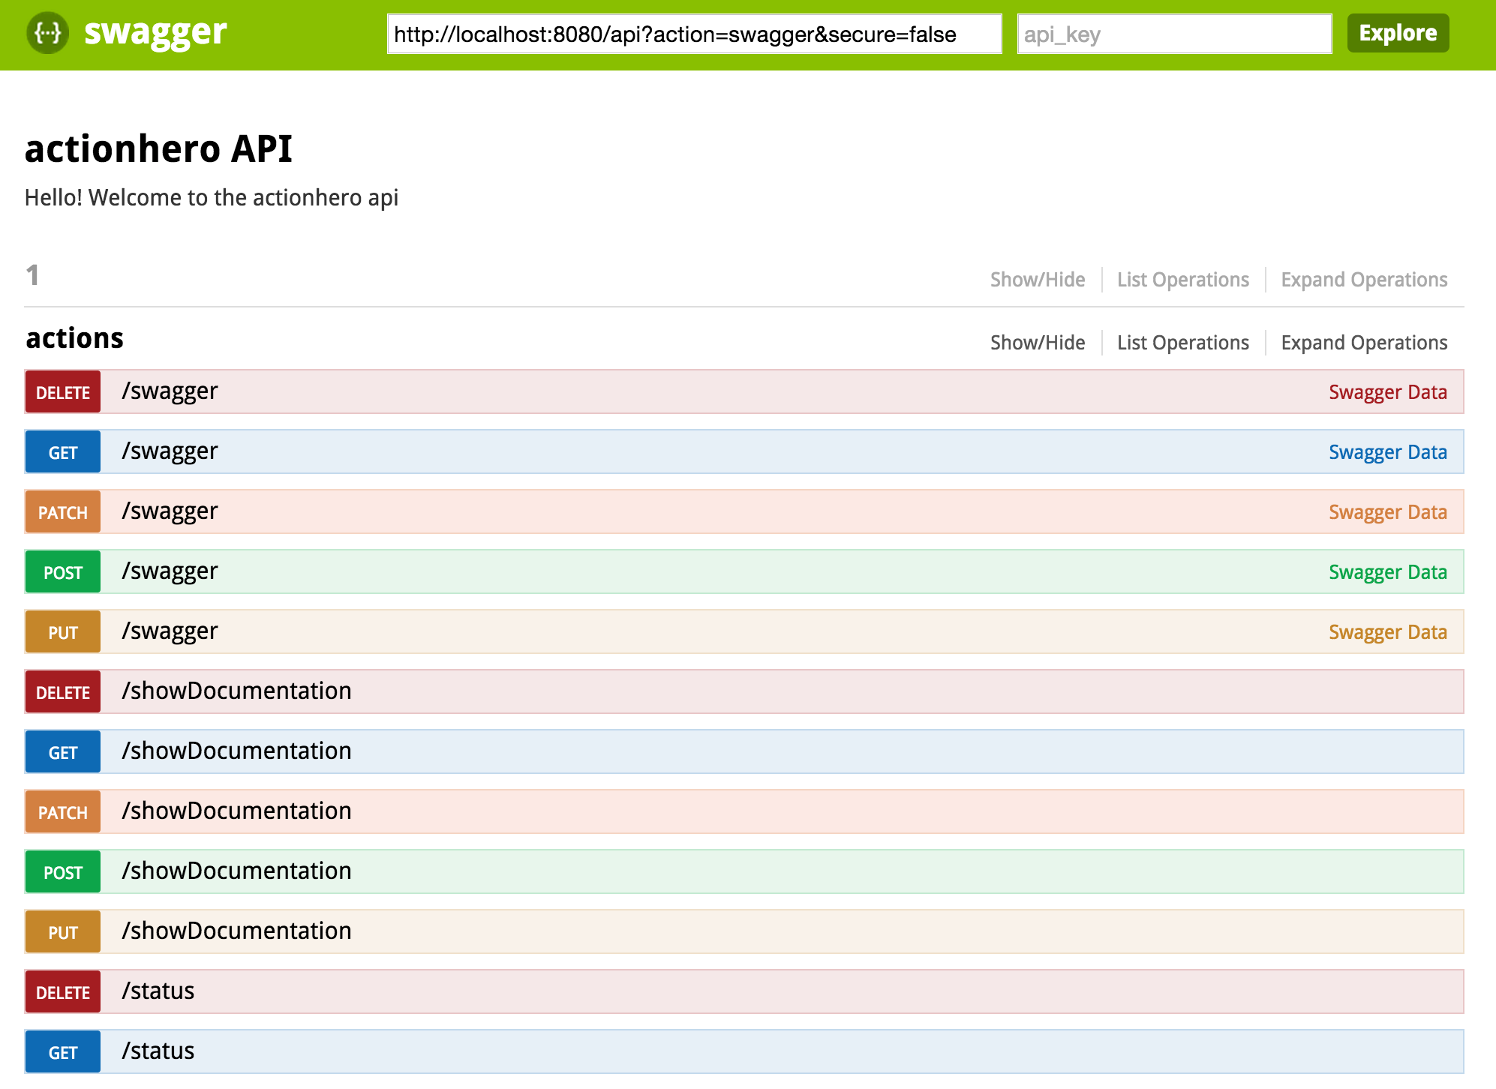 {···} swagger http://localhost:8080/api?action=swagger&secure=false api_key Explore
actionhero API
Hello! Welcome to the actionhero api
1 Show/Hide List Operations Expand Operations
actions Show/Hide List Operations Expand Operations
DELETE /swagger Swagger Data
GET /swagger Swagger Data
PATCH /swagger Swagger Data
POST /swagger Swagger Data
PUT /swagger Swagger Data
DELETE /showDocumentation
GET /showDocumentation
PATCH /showDocumentation
POST /showDocumentation
PUT /showDocumentation
DELETE /status
GET /status